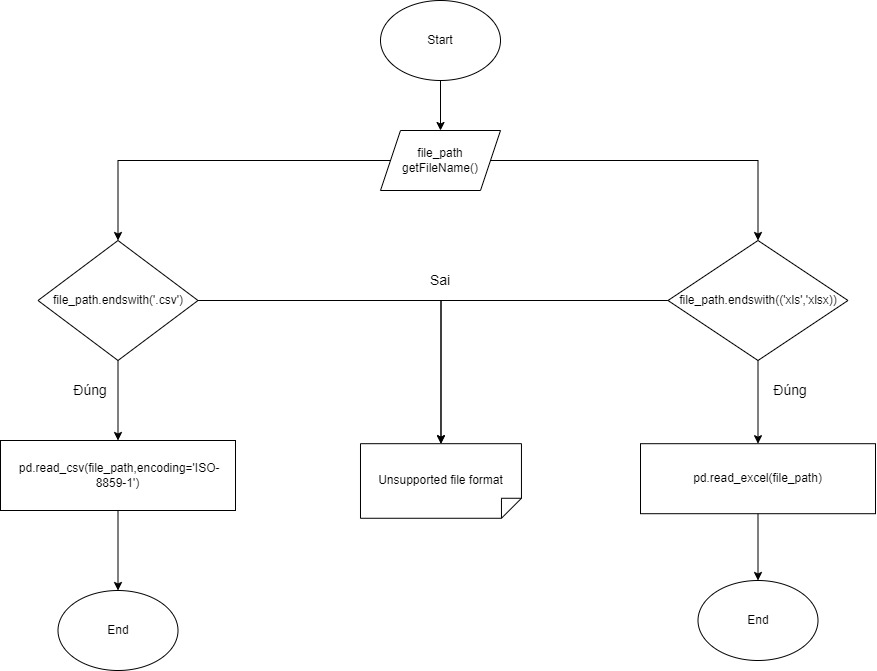 Start
file_path
getFileName()
Sai
file_path.endswith('.csv')
file_path.endswith(('xls','xlsx))
Đúng
Đúng
pd.read_csv(file_path,encoding='ISO-
8859-1')
Unsupported file format
pd.read_excel(file_path)
End
End